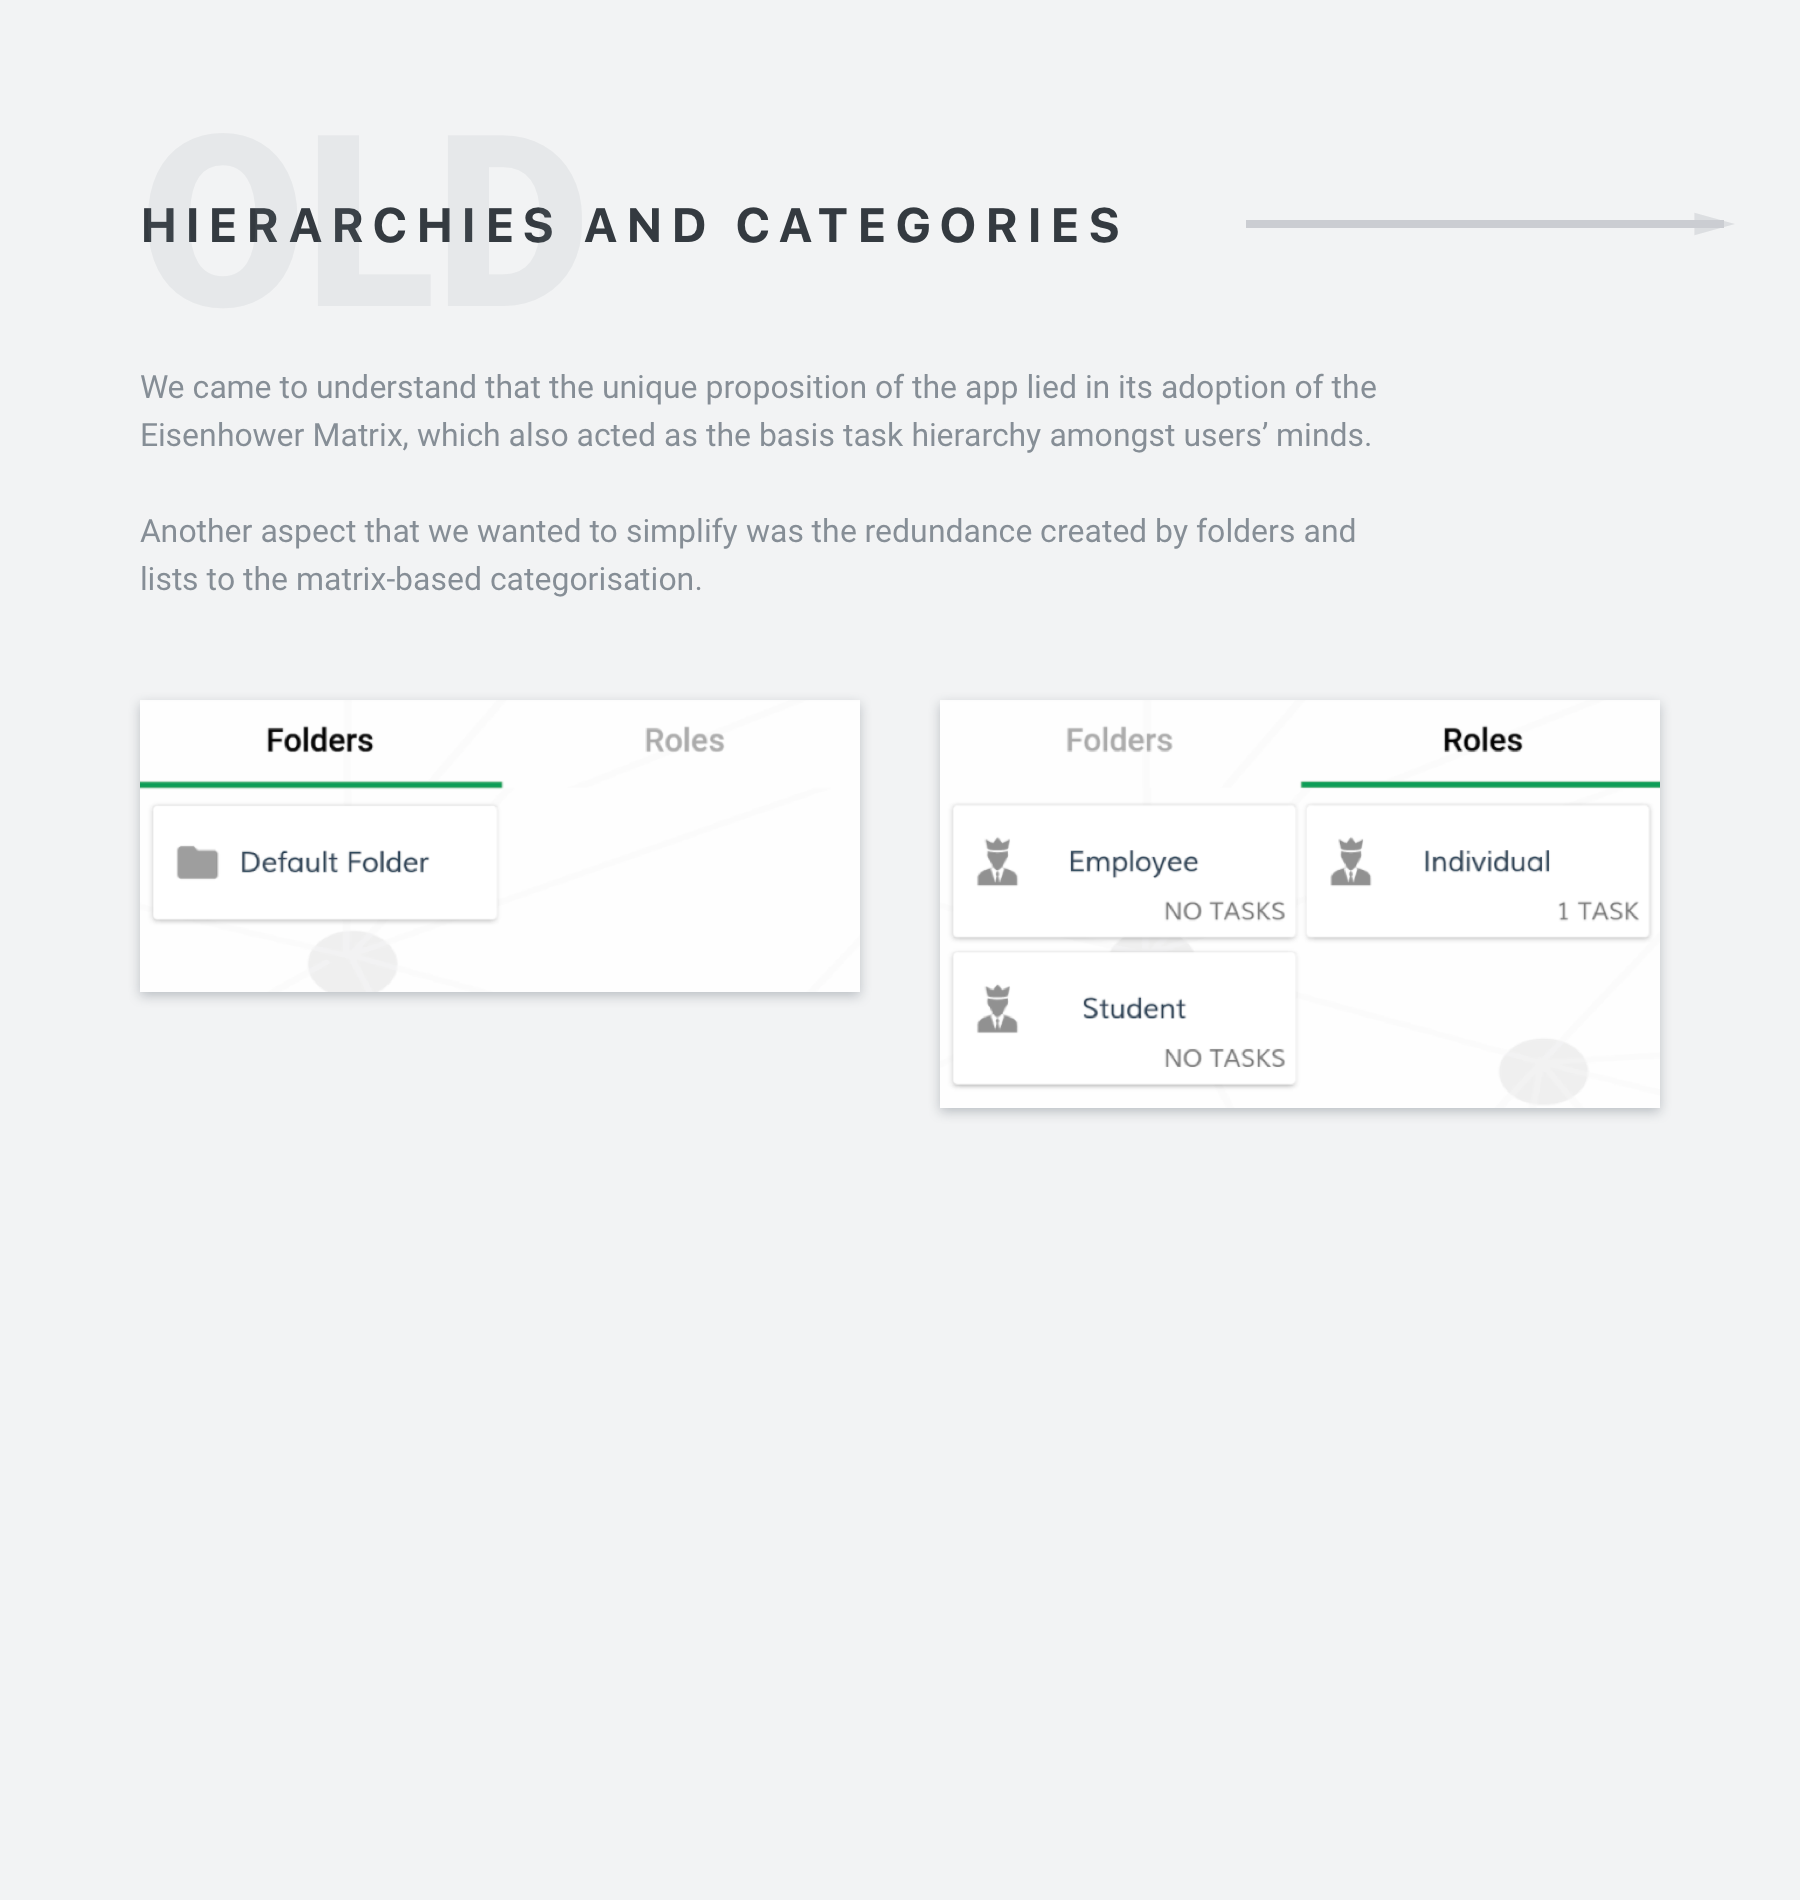 OLD
HIERARCHIES AND CATEGORIES
We came to understand that the unique proposition of the app lied in its adoption of the
Eisenhower Matrix, which also acted as the basis task hierarchy amongst users’ minds.
Another aspect that we wanted to simplify was the redundance created by folders and
lists to the matrix-based categorisation.
Folders Roles
Default Folder
Folders Roles
Employee
NO TASKS
Individual
1 TASK
Student
NO TASKS